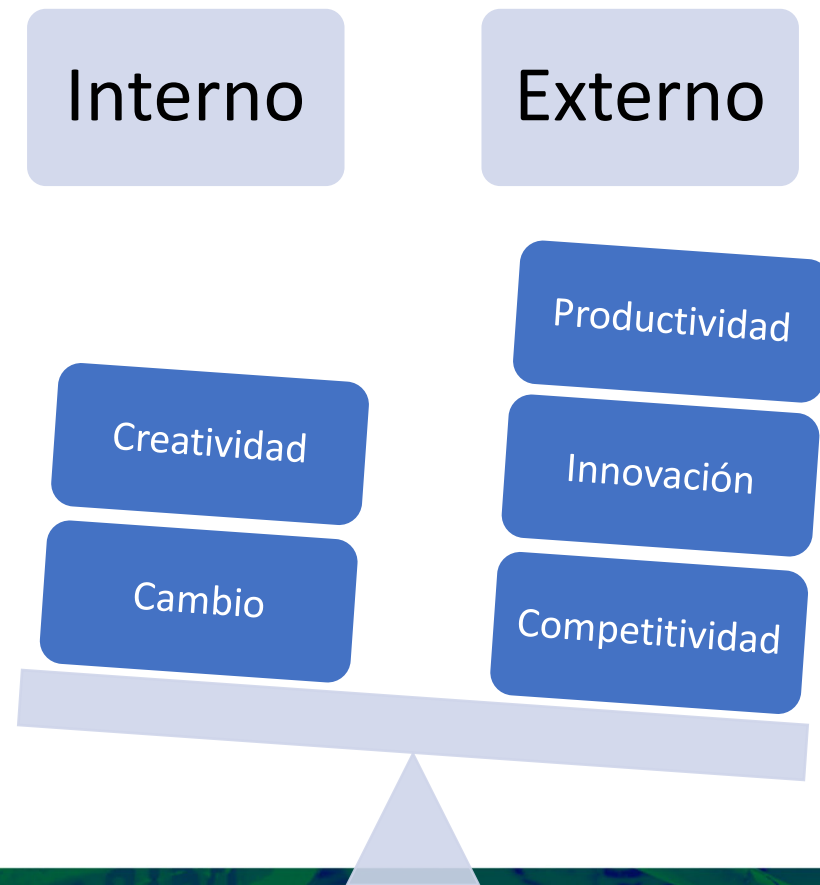 Interno
Externo
Creatividad
Cambio
Productividad
Innovación
Competitividad